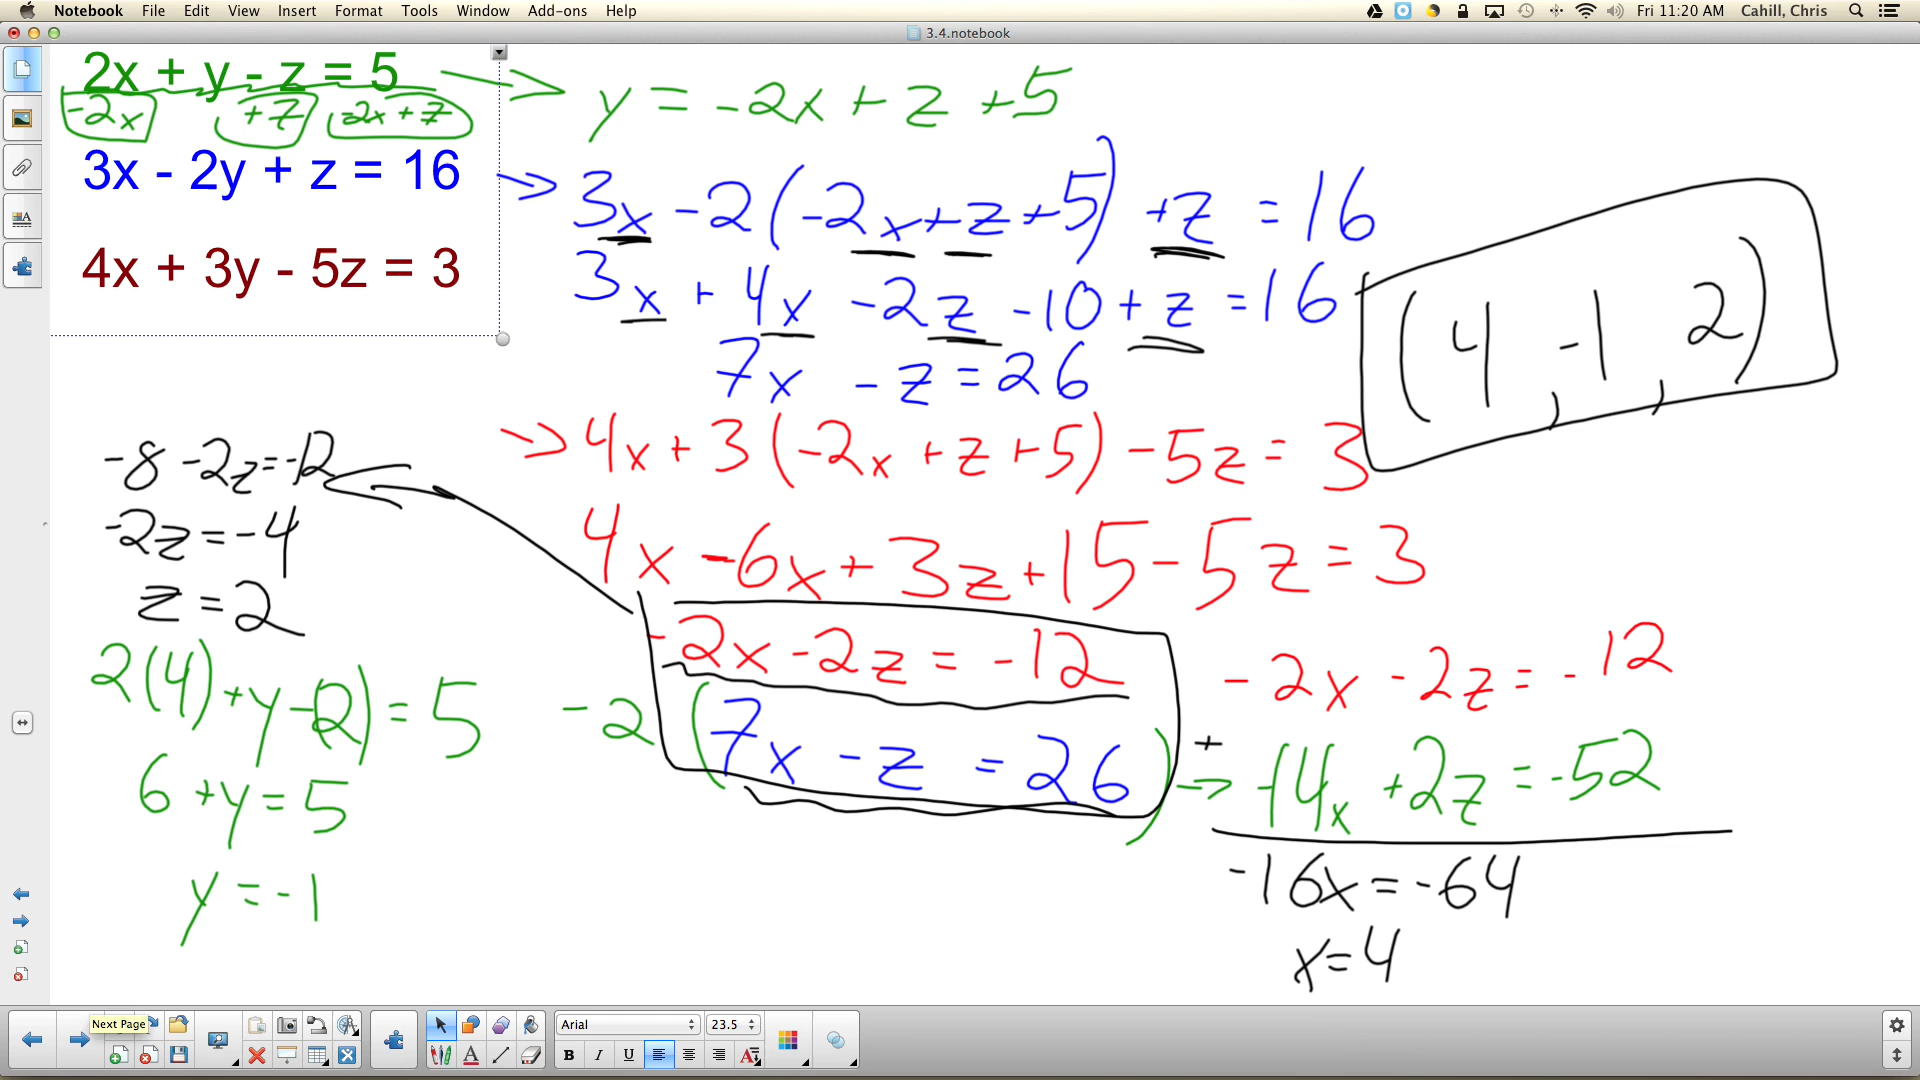 Notebook File Edit View Insert Format Tools Window Add-ons Help Fri 11:20 AM Cahill, Chris
3.4.notebook
2x + y - z = 5
-2x +z -2x + z
3x - 2y + z = 16
4x + 3y - 5z = 3
y = -2x + z + 5
3x - 2(-2x + z + 5) + z = 16
3x + 4x - 2z - 10 + z = 16
7x - z = 26
(4, -1, 2)
4x + 3(-2x + z + 5) - 5z = 3
4x - 6x + 3z + 15 - 5z = 3
-2x - 2z = -12
-2(7x - z = 26)
-8 - 2z = -12
-2z = -4
z = 2
2(4) + y - (2) = 5
6 + y = 5
y = -1
-2x - 2z = -12
+ -14x + 2z = -52
-16x = -64
x = 4
Next Page
Arial 23.5
B I U A A